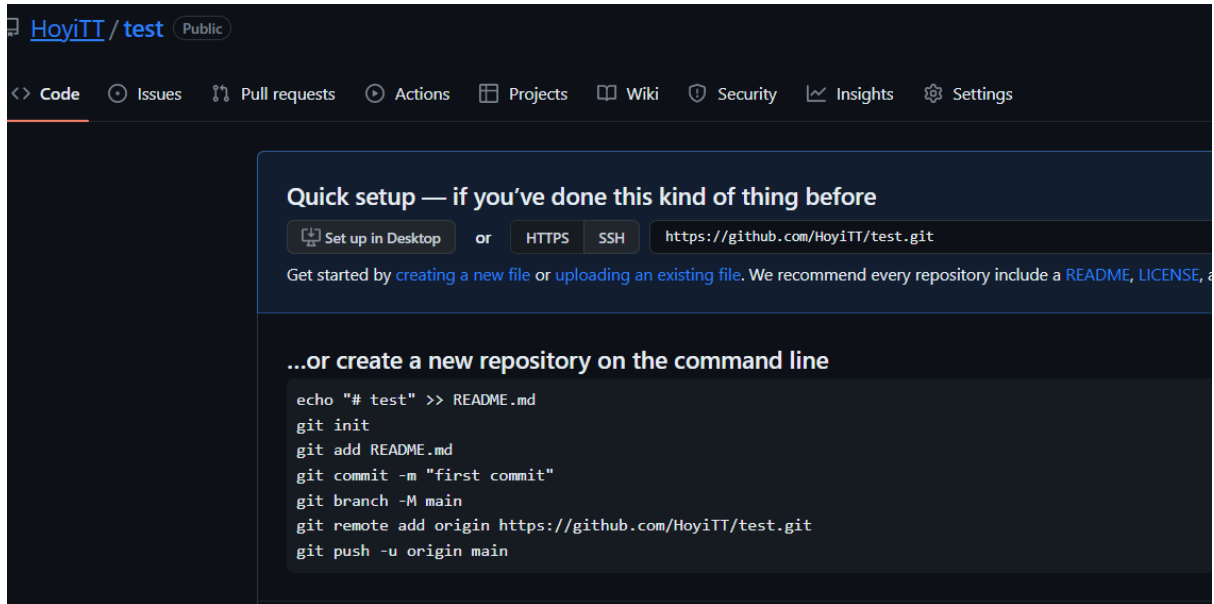 HoyiTT / test Public
Code Issues Pull requests Actions Projects Wiki Security Insights Settings
Quick setup — if you've done this kind of thing before
Set up in Desktop or HTTPS SSH https://github.com/HoyiTT/test.git
Get started by creating a new file or uploading an existing file. We recommend every repository include a README, LICENSE,
...or create a new repository on the command line
echo "# test" >> README.md
git init
git add README.md
git commit -m "first commit"
git branch -M main
git remote add origin https://github.com/HoyiTT/test.git
git push -u origin main